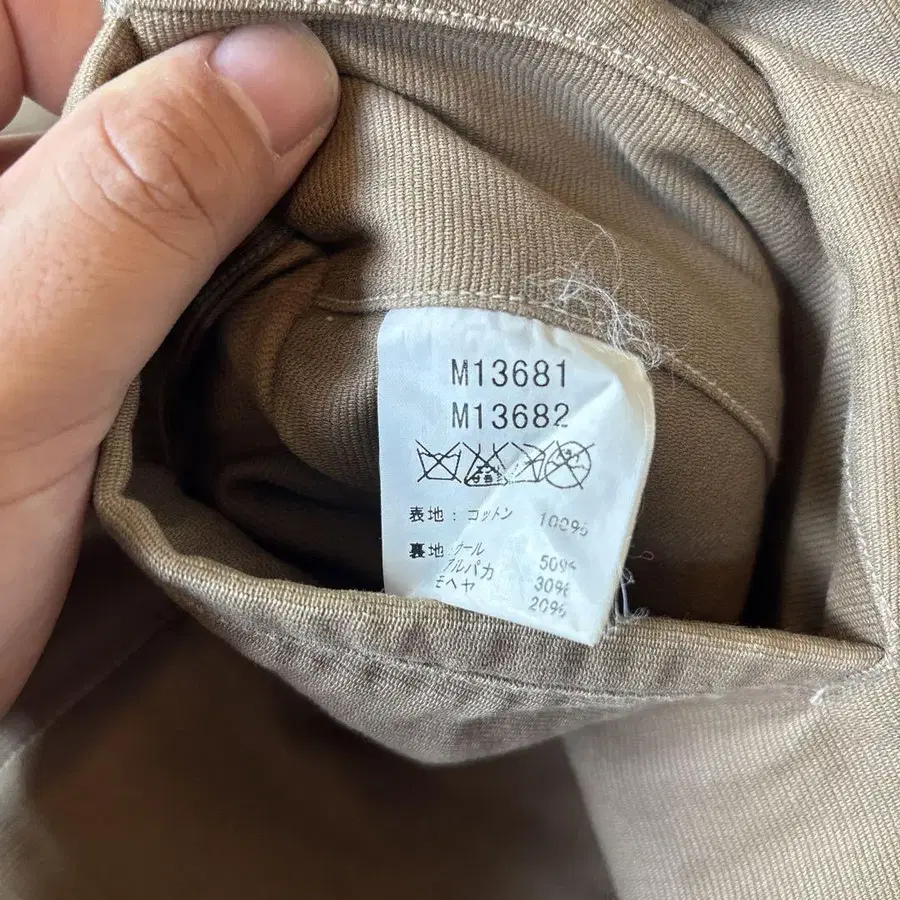 M13681
M13682
表地：コットン 100%
裏地：ウール 50%
アルパカ 30%
モヘヤ 20%